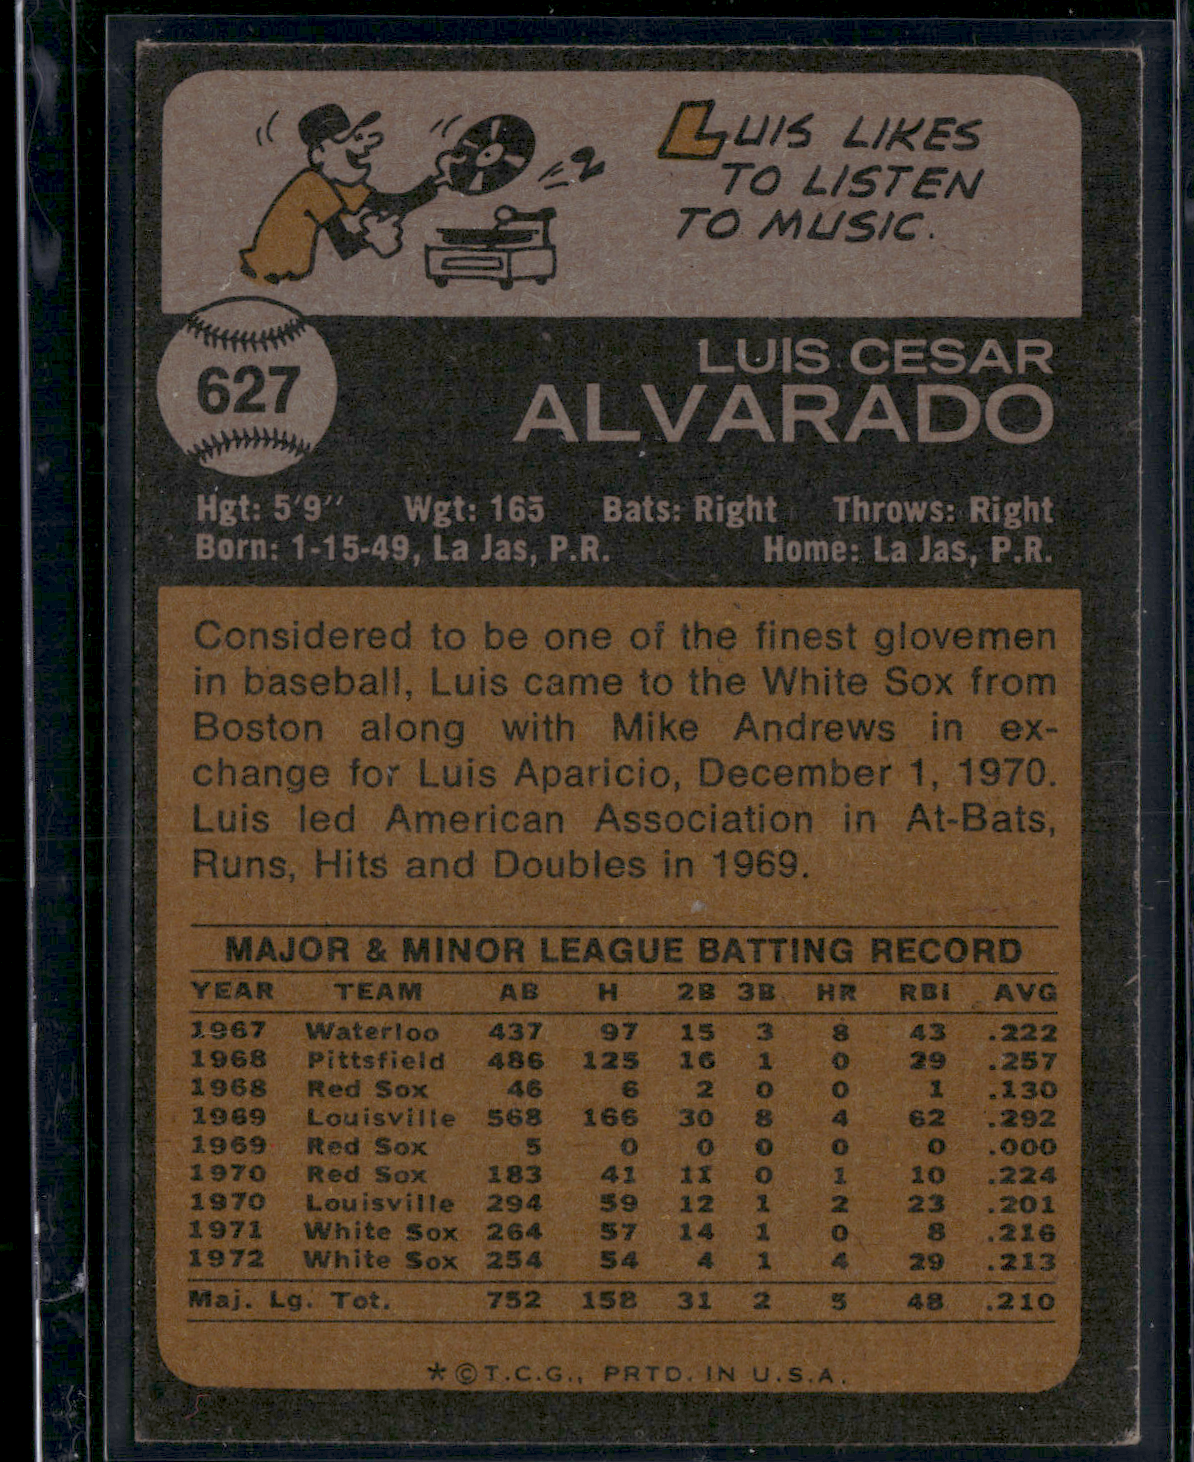 LUIS LIKES
TO LISTEN
TO MUSIC.
627
LUIS CESAR
ALVARADO
Hgt: 5'9'' Wgt: 165 Bats: Right Throws: Right
Born: 1-15-49, La Jas, P.R. Home: La Jas, P.R.
Considered to be one of the finest glovemen
in baseball, Luis came to the White Sox from
Boston along with Mike Andrews in ex-
change for Luis Aparicio, December 1, 1970.
Luis led American Association in At-Bats,
Runs, Hits and Doubles in 1969.
MAJOR & MINOR LEAGUE BATTING RECORD
YEAR TEAM AB H 2B 3B HR RBI AVG
1967 Waterloo 437 97 15 3 8 43 .222
1968 Pittsfield 486 125 16 1 0 29 .257
1968 Red Sox 46 6 2 0 0 1 .130
1969 Louisville 568 166 30 8 4 62 .292
1969 Red Sox 5 0 0 0 0 0 .000
1970 Red Sox 183 41 11 0 1 10 .224
1970 Louisville 294 59 12 1 2 23 .201
1971 White Sox 264 57 14 1 0 8 .216
1972 White Sox 254 54 4 1 4 29 .213
Maj. Lg. Tot. 752 158 31 2 5 48 .210
*©T.C.G., PRTD. IN U.S.A.